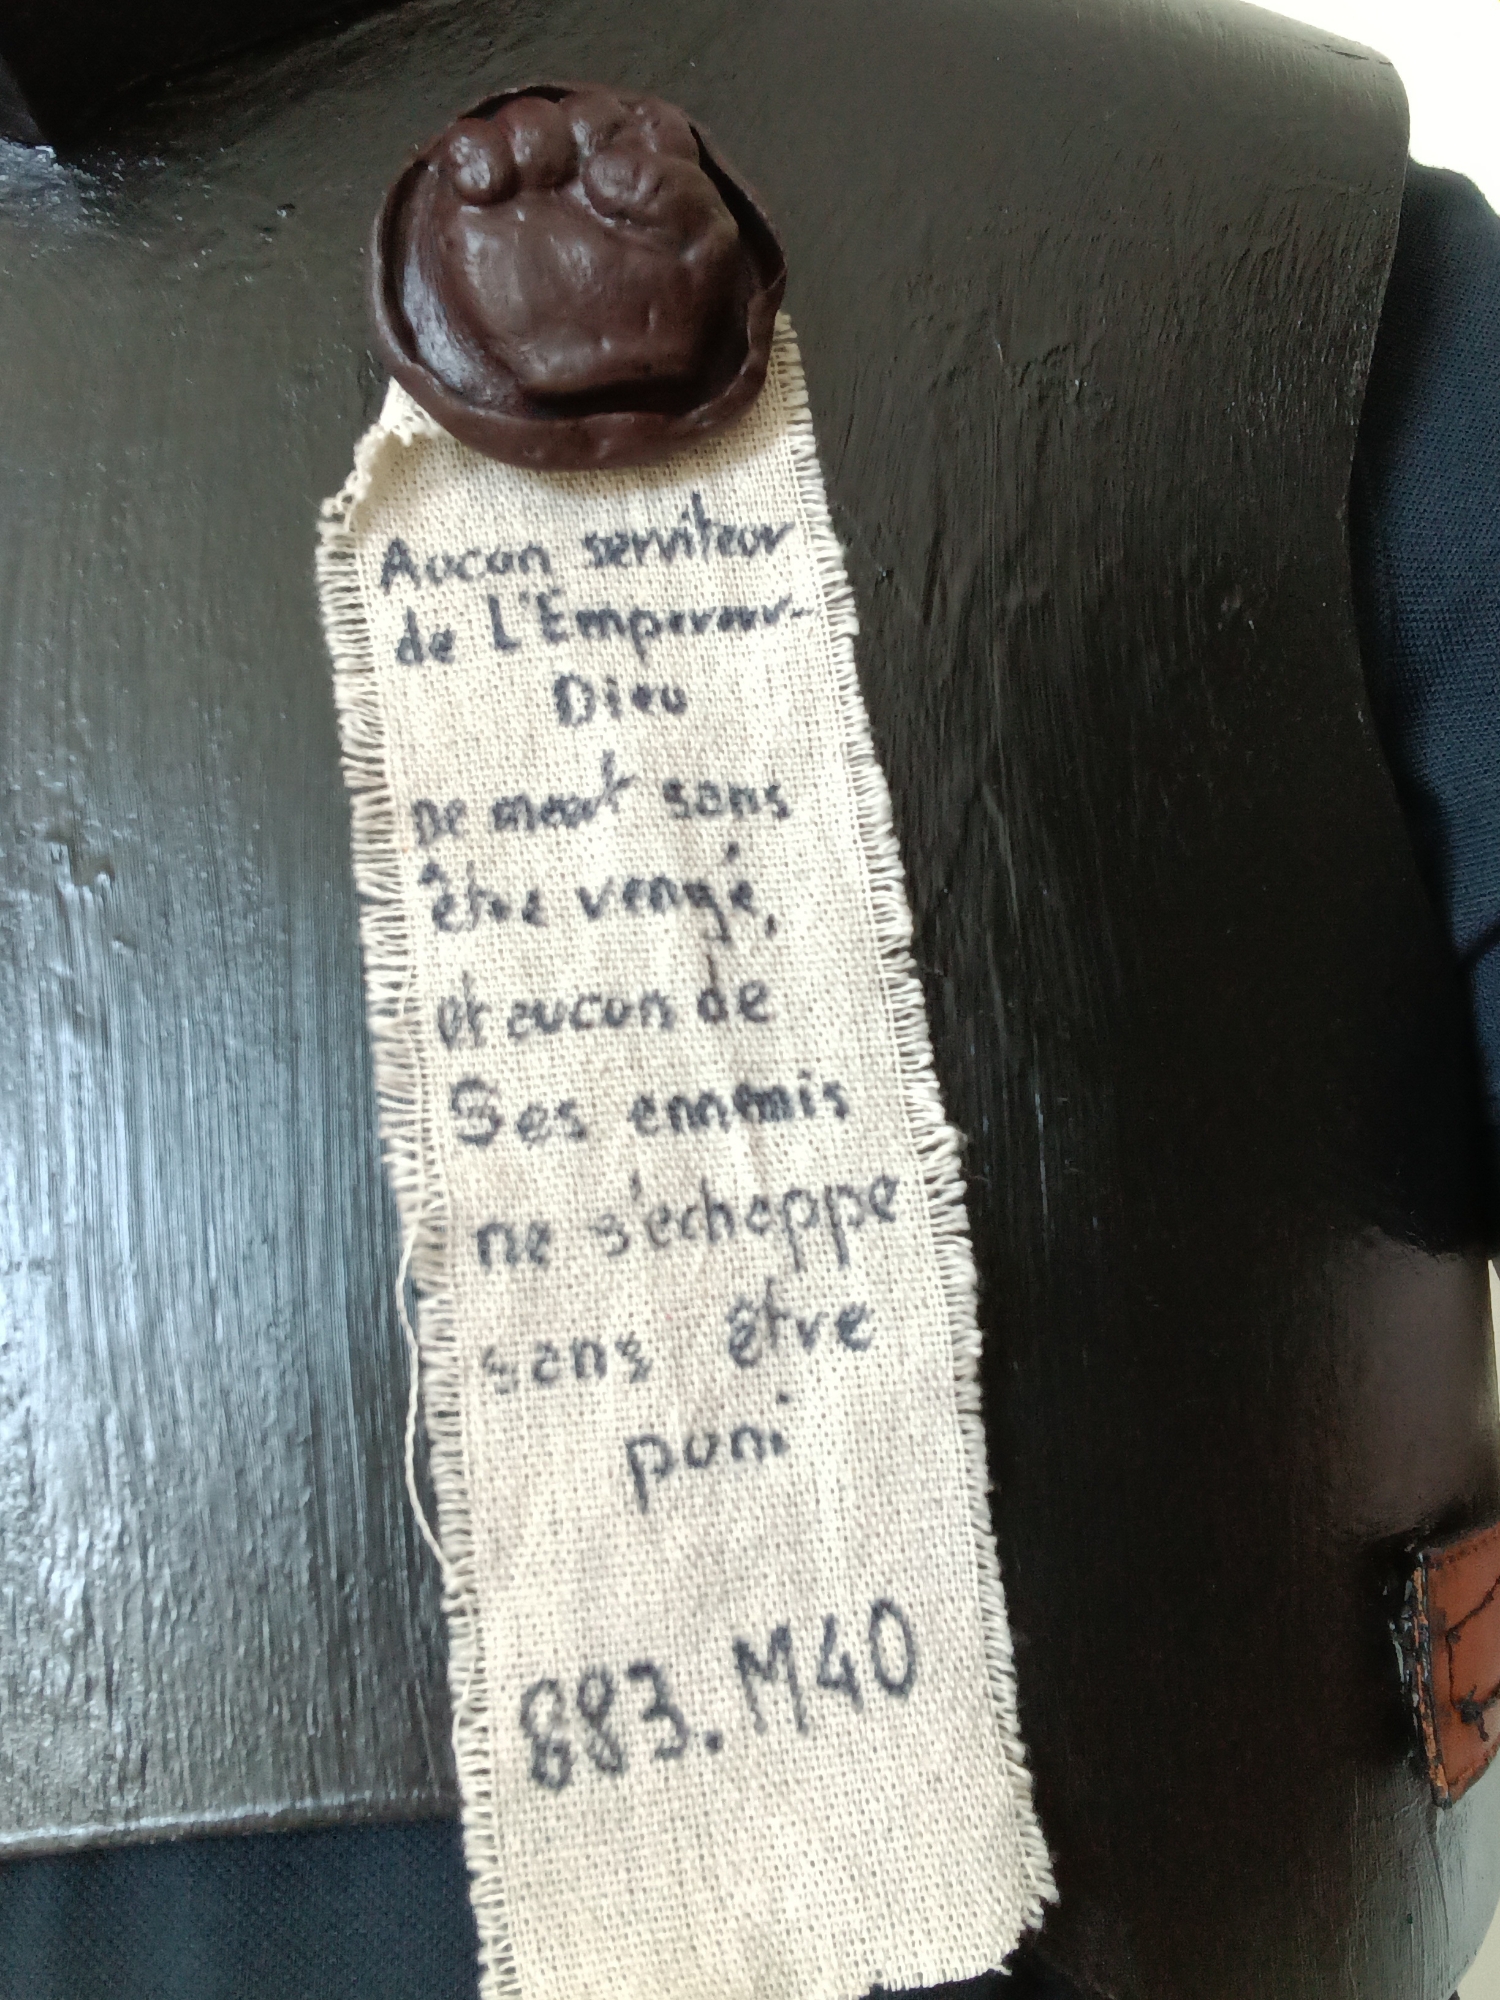 Aucun serviteur
de L'Empereur-
Dieu
ne meurt sans
être vengé,
et aucun de
Ses ennemis
ne s'échappe
sans être
puni
883.M40